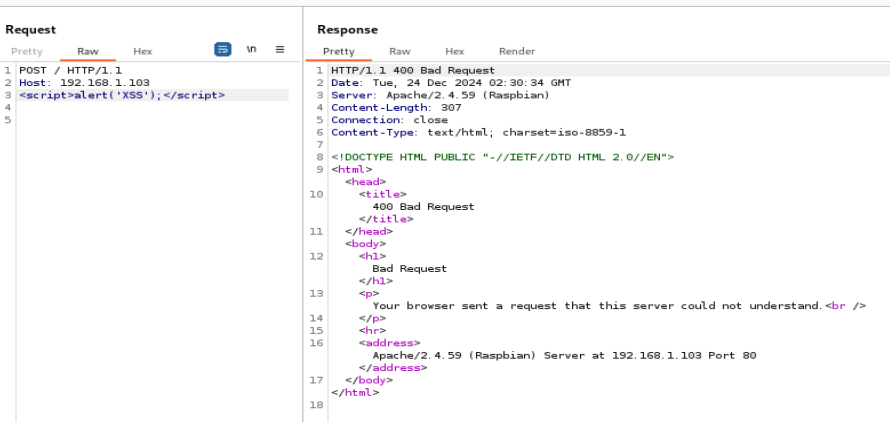 Request
Pretty Raw Hex \n
1 POST / HTTP/1.1
2 Host: 192.168.1.103
3 <script>alert('XSS');</script>
4
5
Response
Pretty Raw Hex Render
1 HTTP/1.1 400 Bad Request
2 Date: Tue, 24 Dec 2024 02:30:34 GMT
3 Server: Apache/2.4.59 (Raspbian)
4 Content-Length: 307
5 Connection: close
6 Content-Type: text/html; charset=iso-8859-1
7
8 <!DOCTYPE HTML PUBLIC "-//IETF//DTD HTML 2.0//EN">
9 <html>
<head>
10 <title>
400 Bad Request
</title>
11 </head>
<body>
12 <h1>
Bad Request
</h1>
13 <p>
Your browser sent a request that this server could not understand.<br />
14 </p>
15 <hr>
16 <address>
Apache/2.4.59 (Raspbian) Server at 192.168.1.103 Port 80
</address>
17 </body>
</html>
18